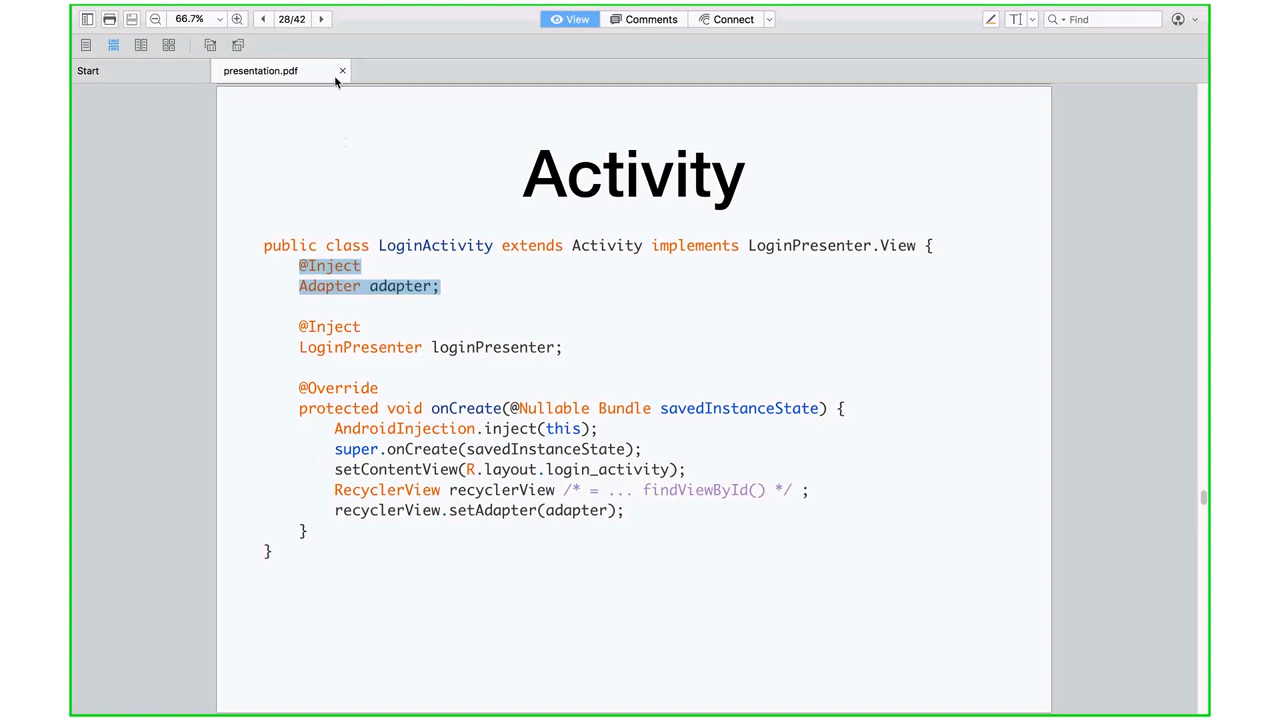 66.7%
28/42
View
Comments
Connect
Find
Start
presentation.pdf
Activity
public class LoginActivity extends Activity implements LoginPresenter.View {
@Inject
Adapter adapter;
@Inject
LoginPresenter loginPresenter;
@Override
protected void onCreate(@Nullable Bundle savedInstanceState) {
AndroidInjection.inject(this);
super.onCreate(savedInstanceState);
setContentView(R.layout.login_activity);
RecyclerView recyclerView /* = ... findViewById() */ ;
recyclerView.setAdapter(adapter);
}
}